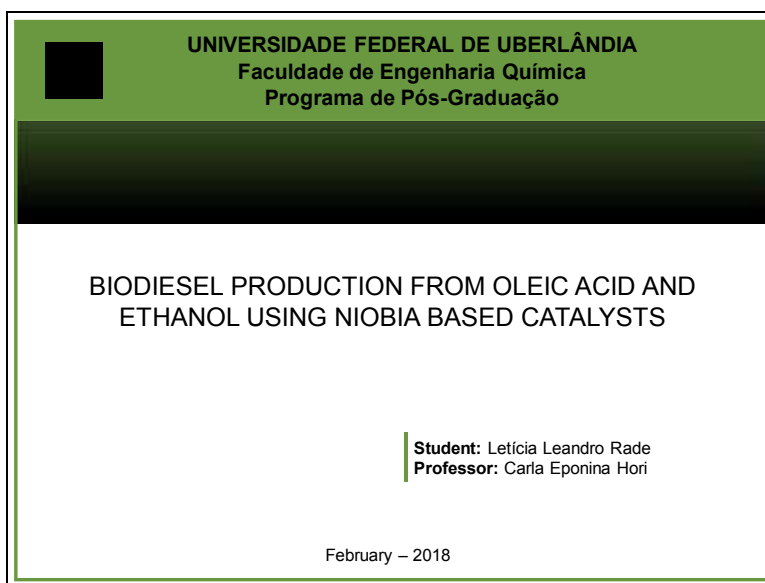 UNIVERSIDADE FEDERAL DE UBERLÂNDIA
Faculdade de Engenharia Química
Programa de Pós-Graduação
BIODIESEL PRODUCTION FROM OLEIC ACID AND
ETHANOL USING NIOBIA BASED CATALYSTS
Student: Letícia Leandro Rade
Professor: Carla Eponina Hori
February – 2018